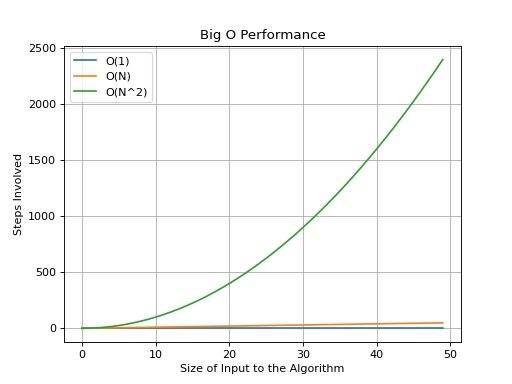 Big O Performance
O(1)
O(N)
O(N^2)
Steps Involved
2500
2000
1500
1000
500
0
0 10 20 30 40 50
Size of Input to the Algorithm